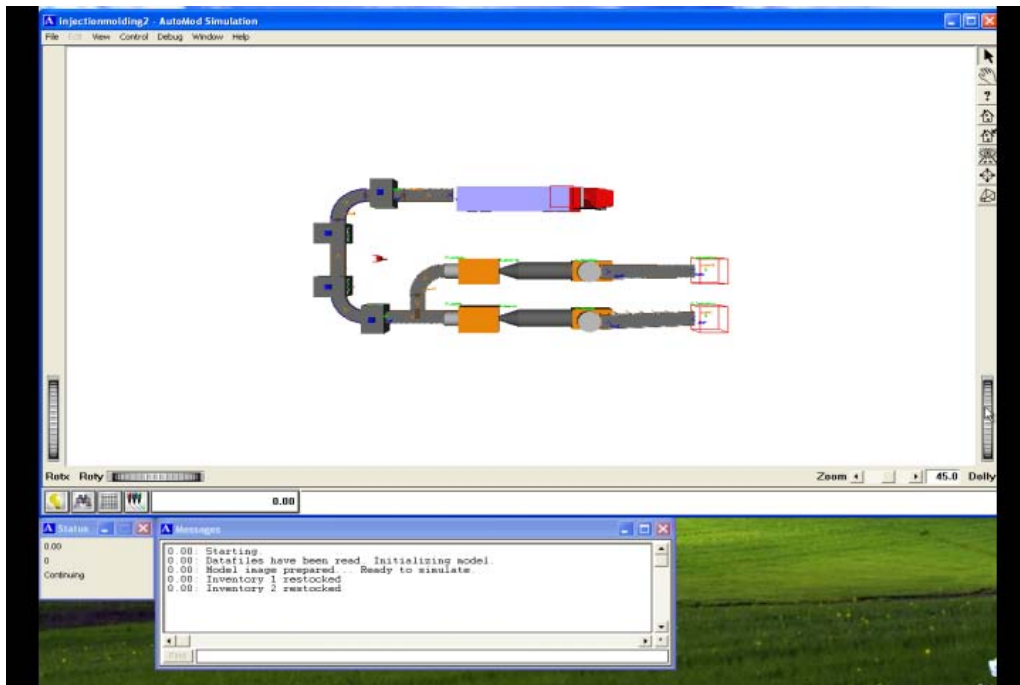 injectionmolding2 - AutoMod Simulation
File Edit View Control Debug Window Help
?
Rotx Roty
Zoom 45.0 Dolly
0.00
Status
0.00
0
Continuing
Messages
0.00: Starting.
0.00: Datafiles have been read. Initializing model.
0.00: Model image prepared... Ready to simulate.
0.00: Inventory 1 restocked
0.00: Inventory 2 restocked